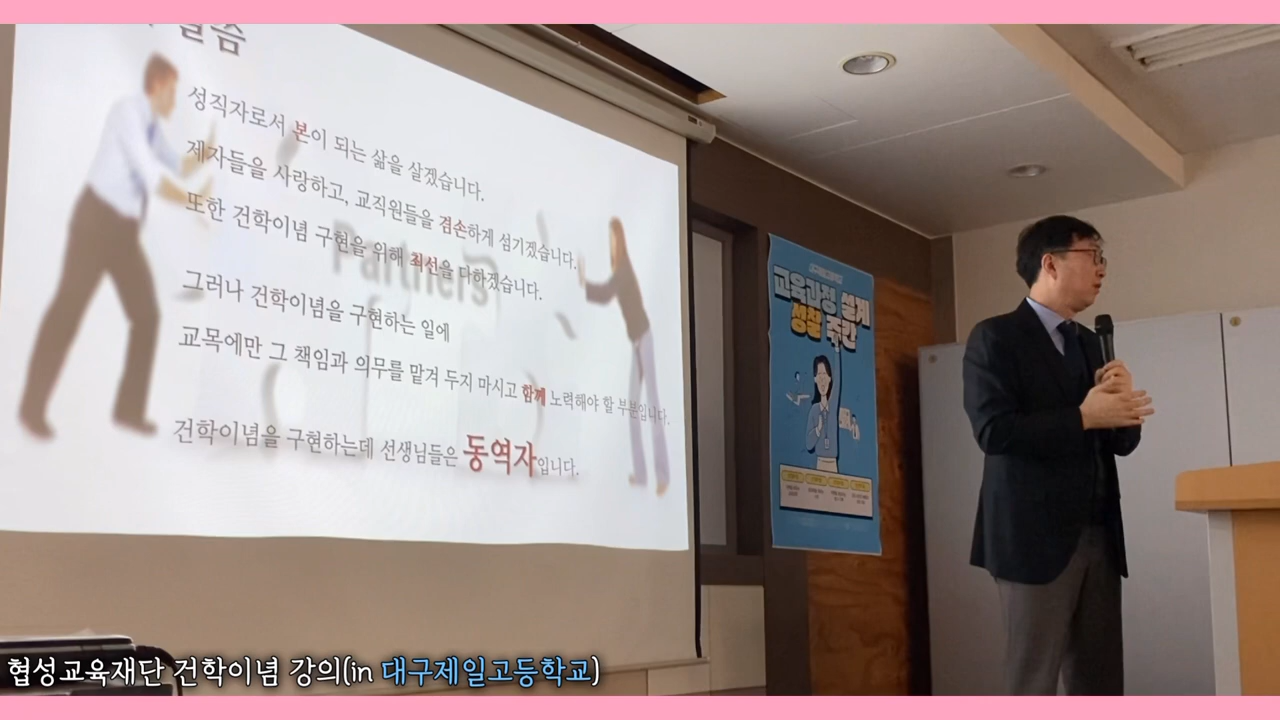 말씀
성직자로서 본이 되는 삶을 살겠습니다.
제자들을 사랑하고, 교직원들을 겸손하게 섬기겠습니다.
또한 건학이념 구현을 위해 최선을 다하겠습니다.
Partners
그러나 건학이념을 구현하는 일에
교목에만 그 책임과 의무를 맡겨 두지 마시고 함께 노력해야 할 부분입니다.
건학이념을 구현하는데 선생님들은 동역자입니다.
교육과정 설계
성찰 주간
협성교육재단 건학이념 강의(in 대구제일고등학교)